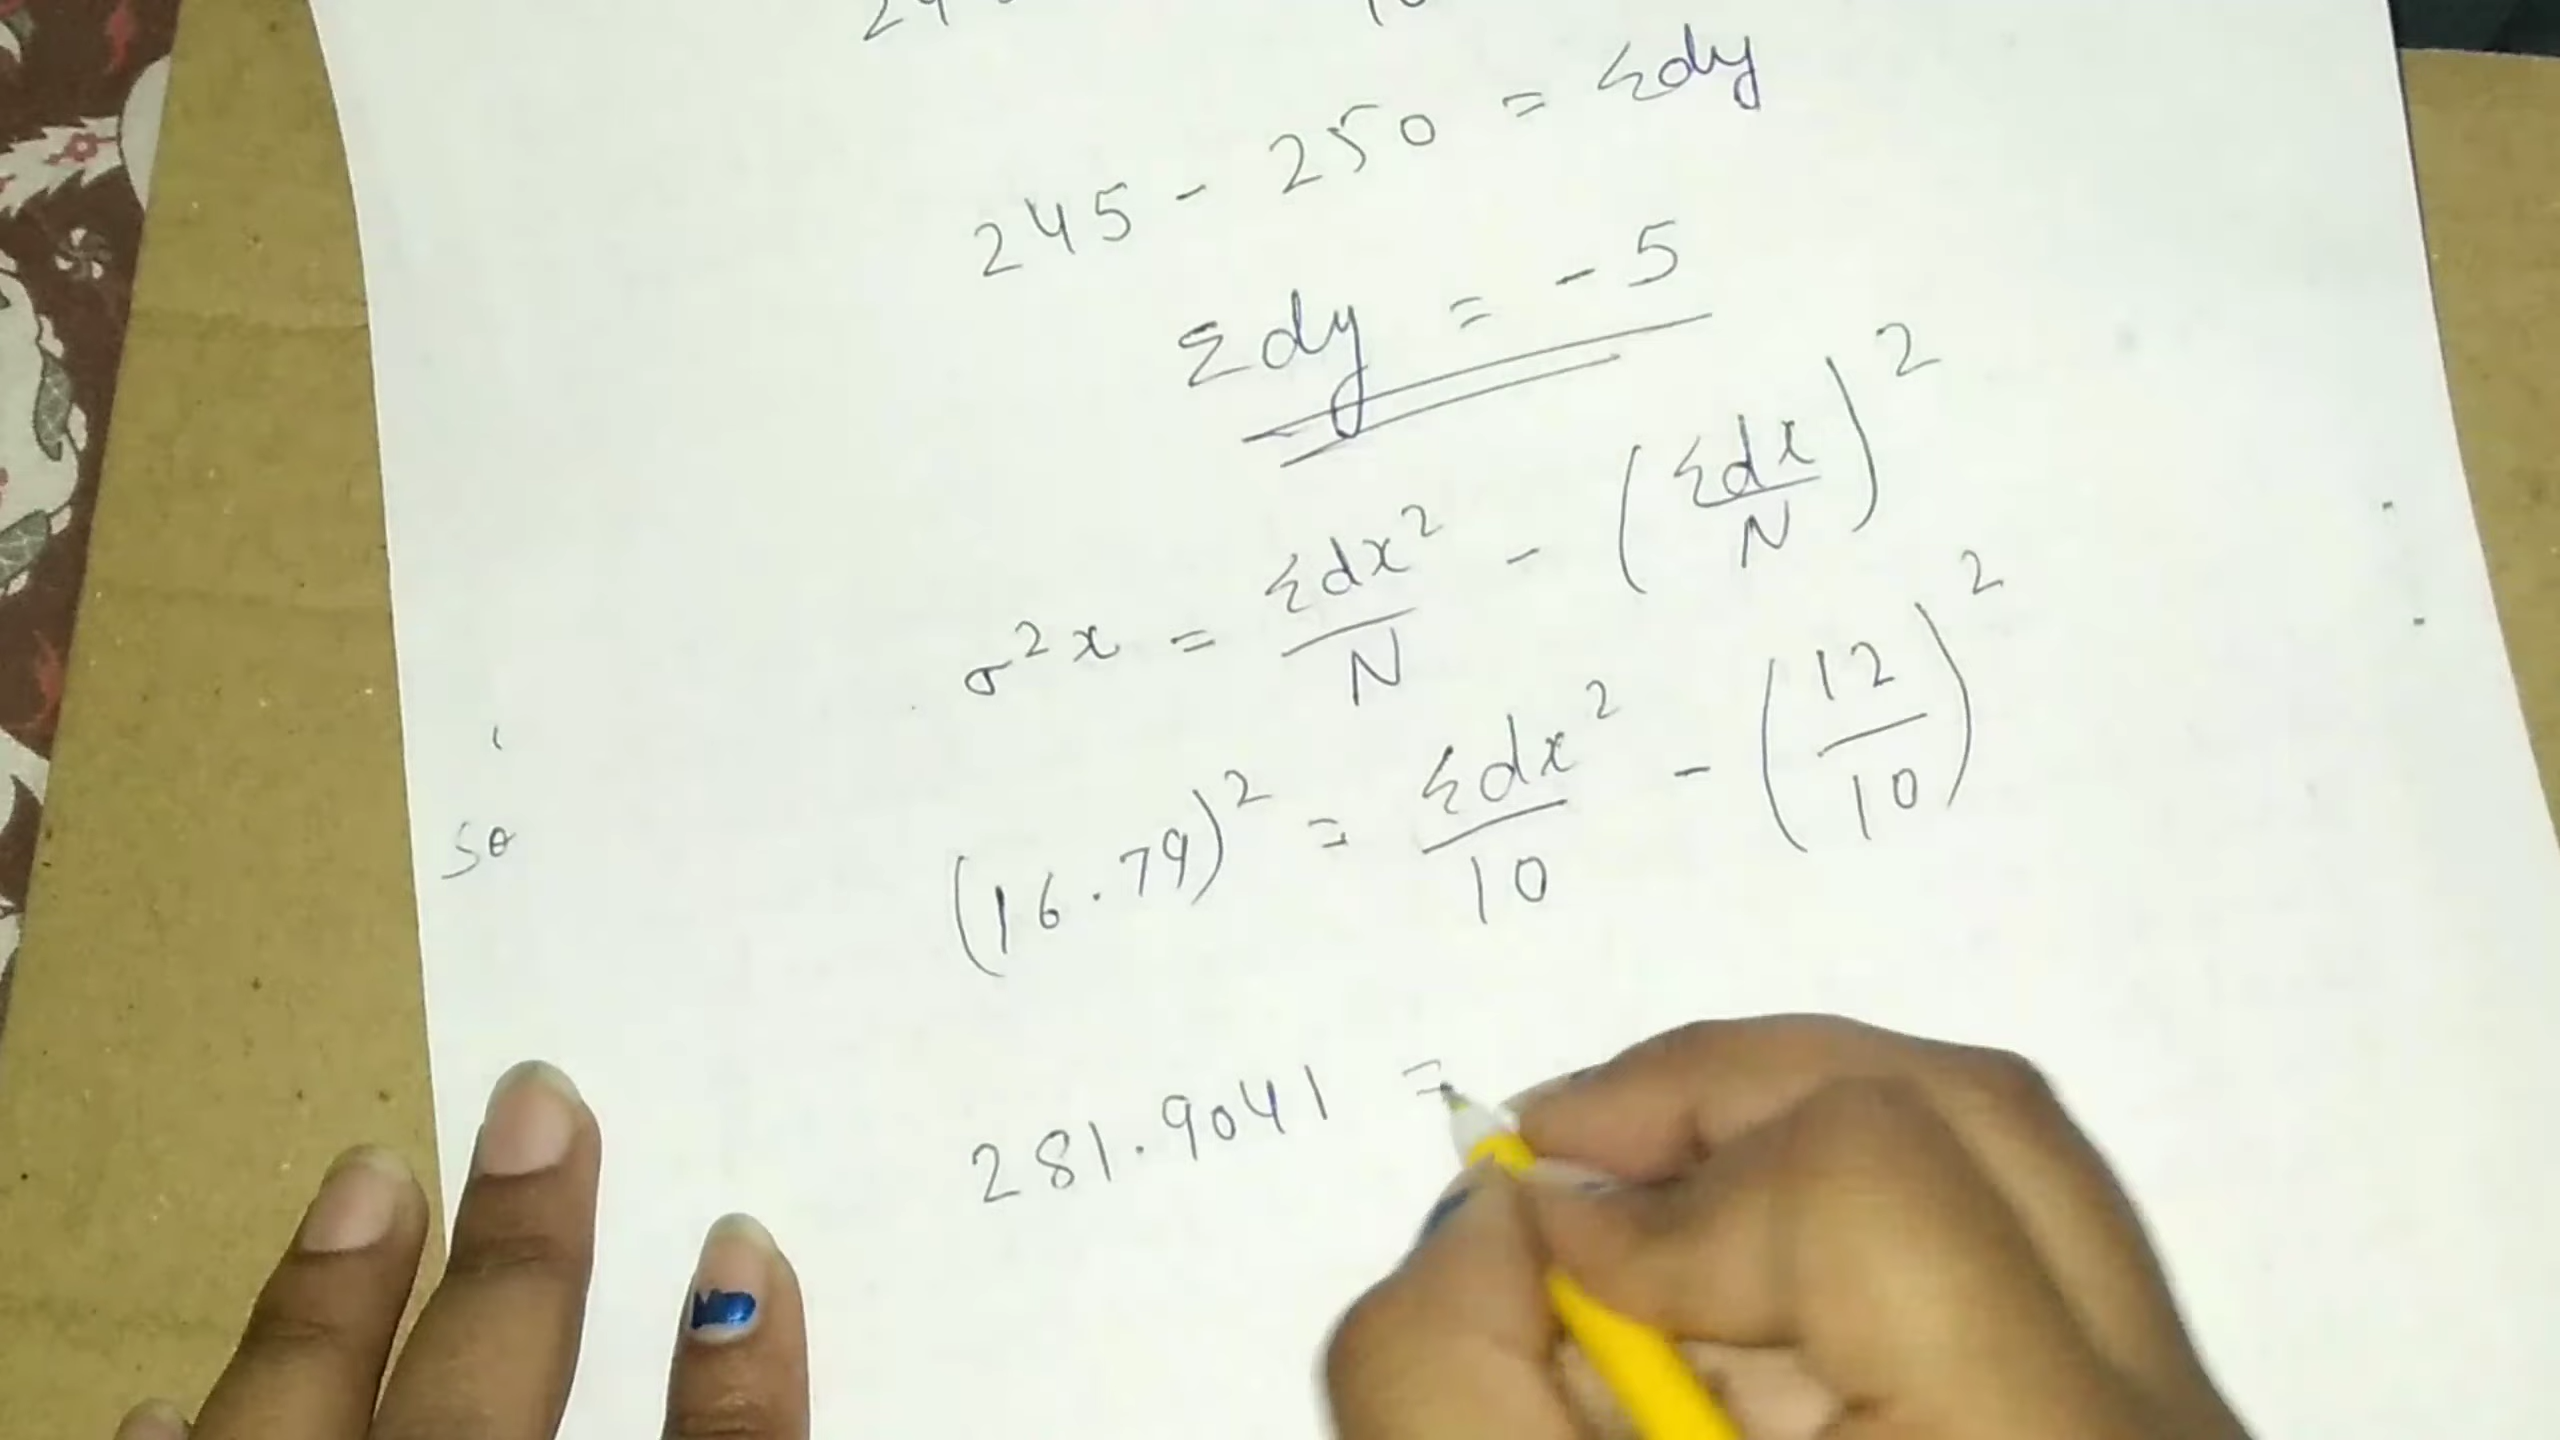 245 - 250 = Σdy
Σdy = -5
σ²x = Σdx²/N - (Σdx/N)²
(16.79)² = Σdx²/10 - (12/10)²
281.9041 =